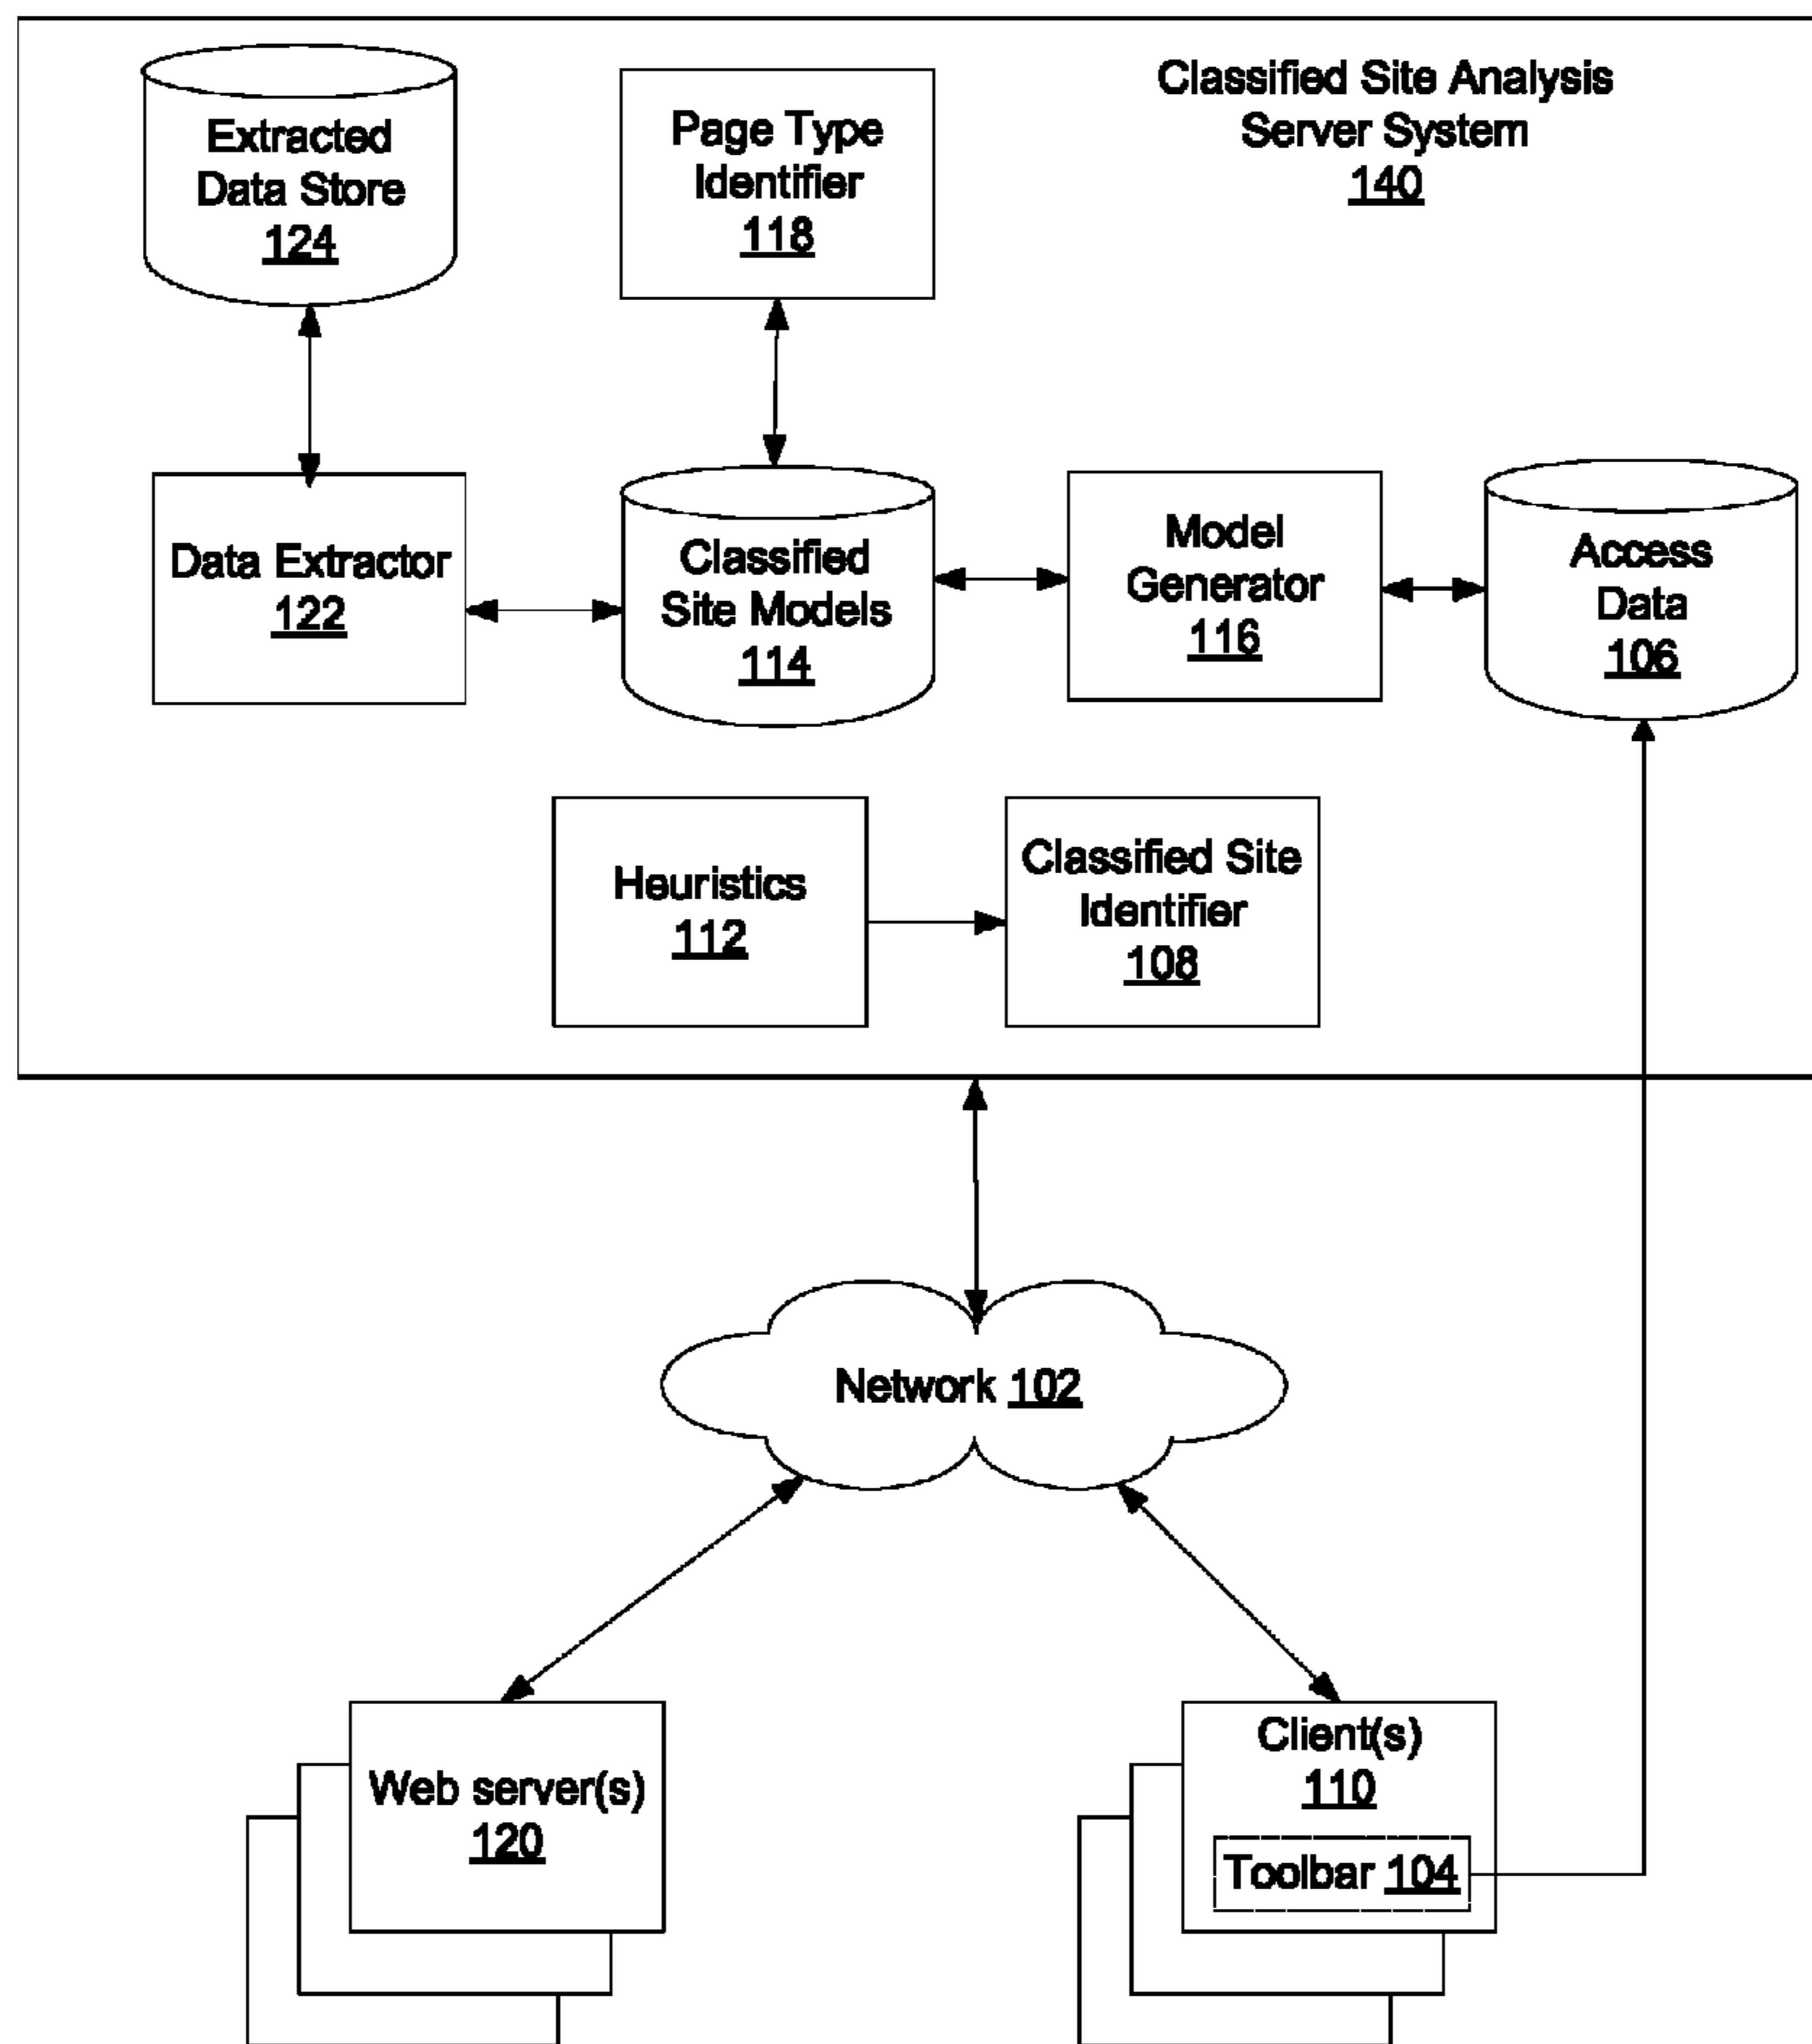 Extracted
Data Store
124
Page Type
Identifier
118
Classified Site Analysis
Server System
140
Data Extractor
122
Classified
Site Models
114
Model
Generator
116
Access
Data
106
Heuristics
112
Classified Site
Identifier
108
Network 102
Web server(s)
120
Client(s)
110
Toolbar 104